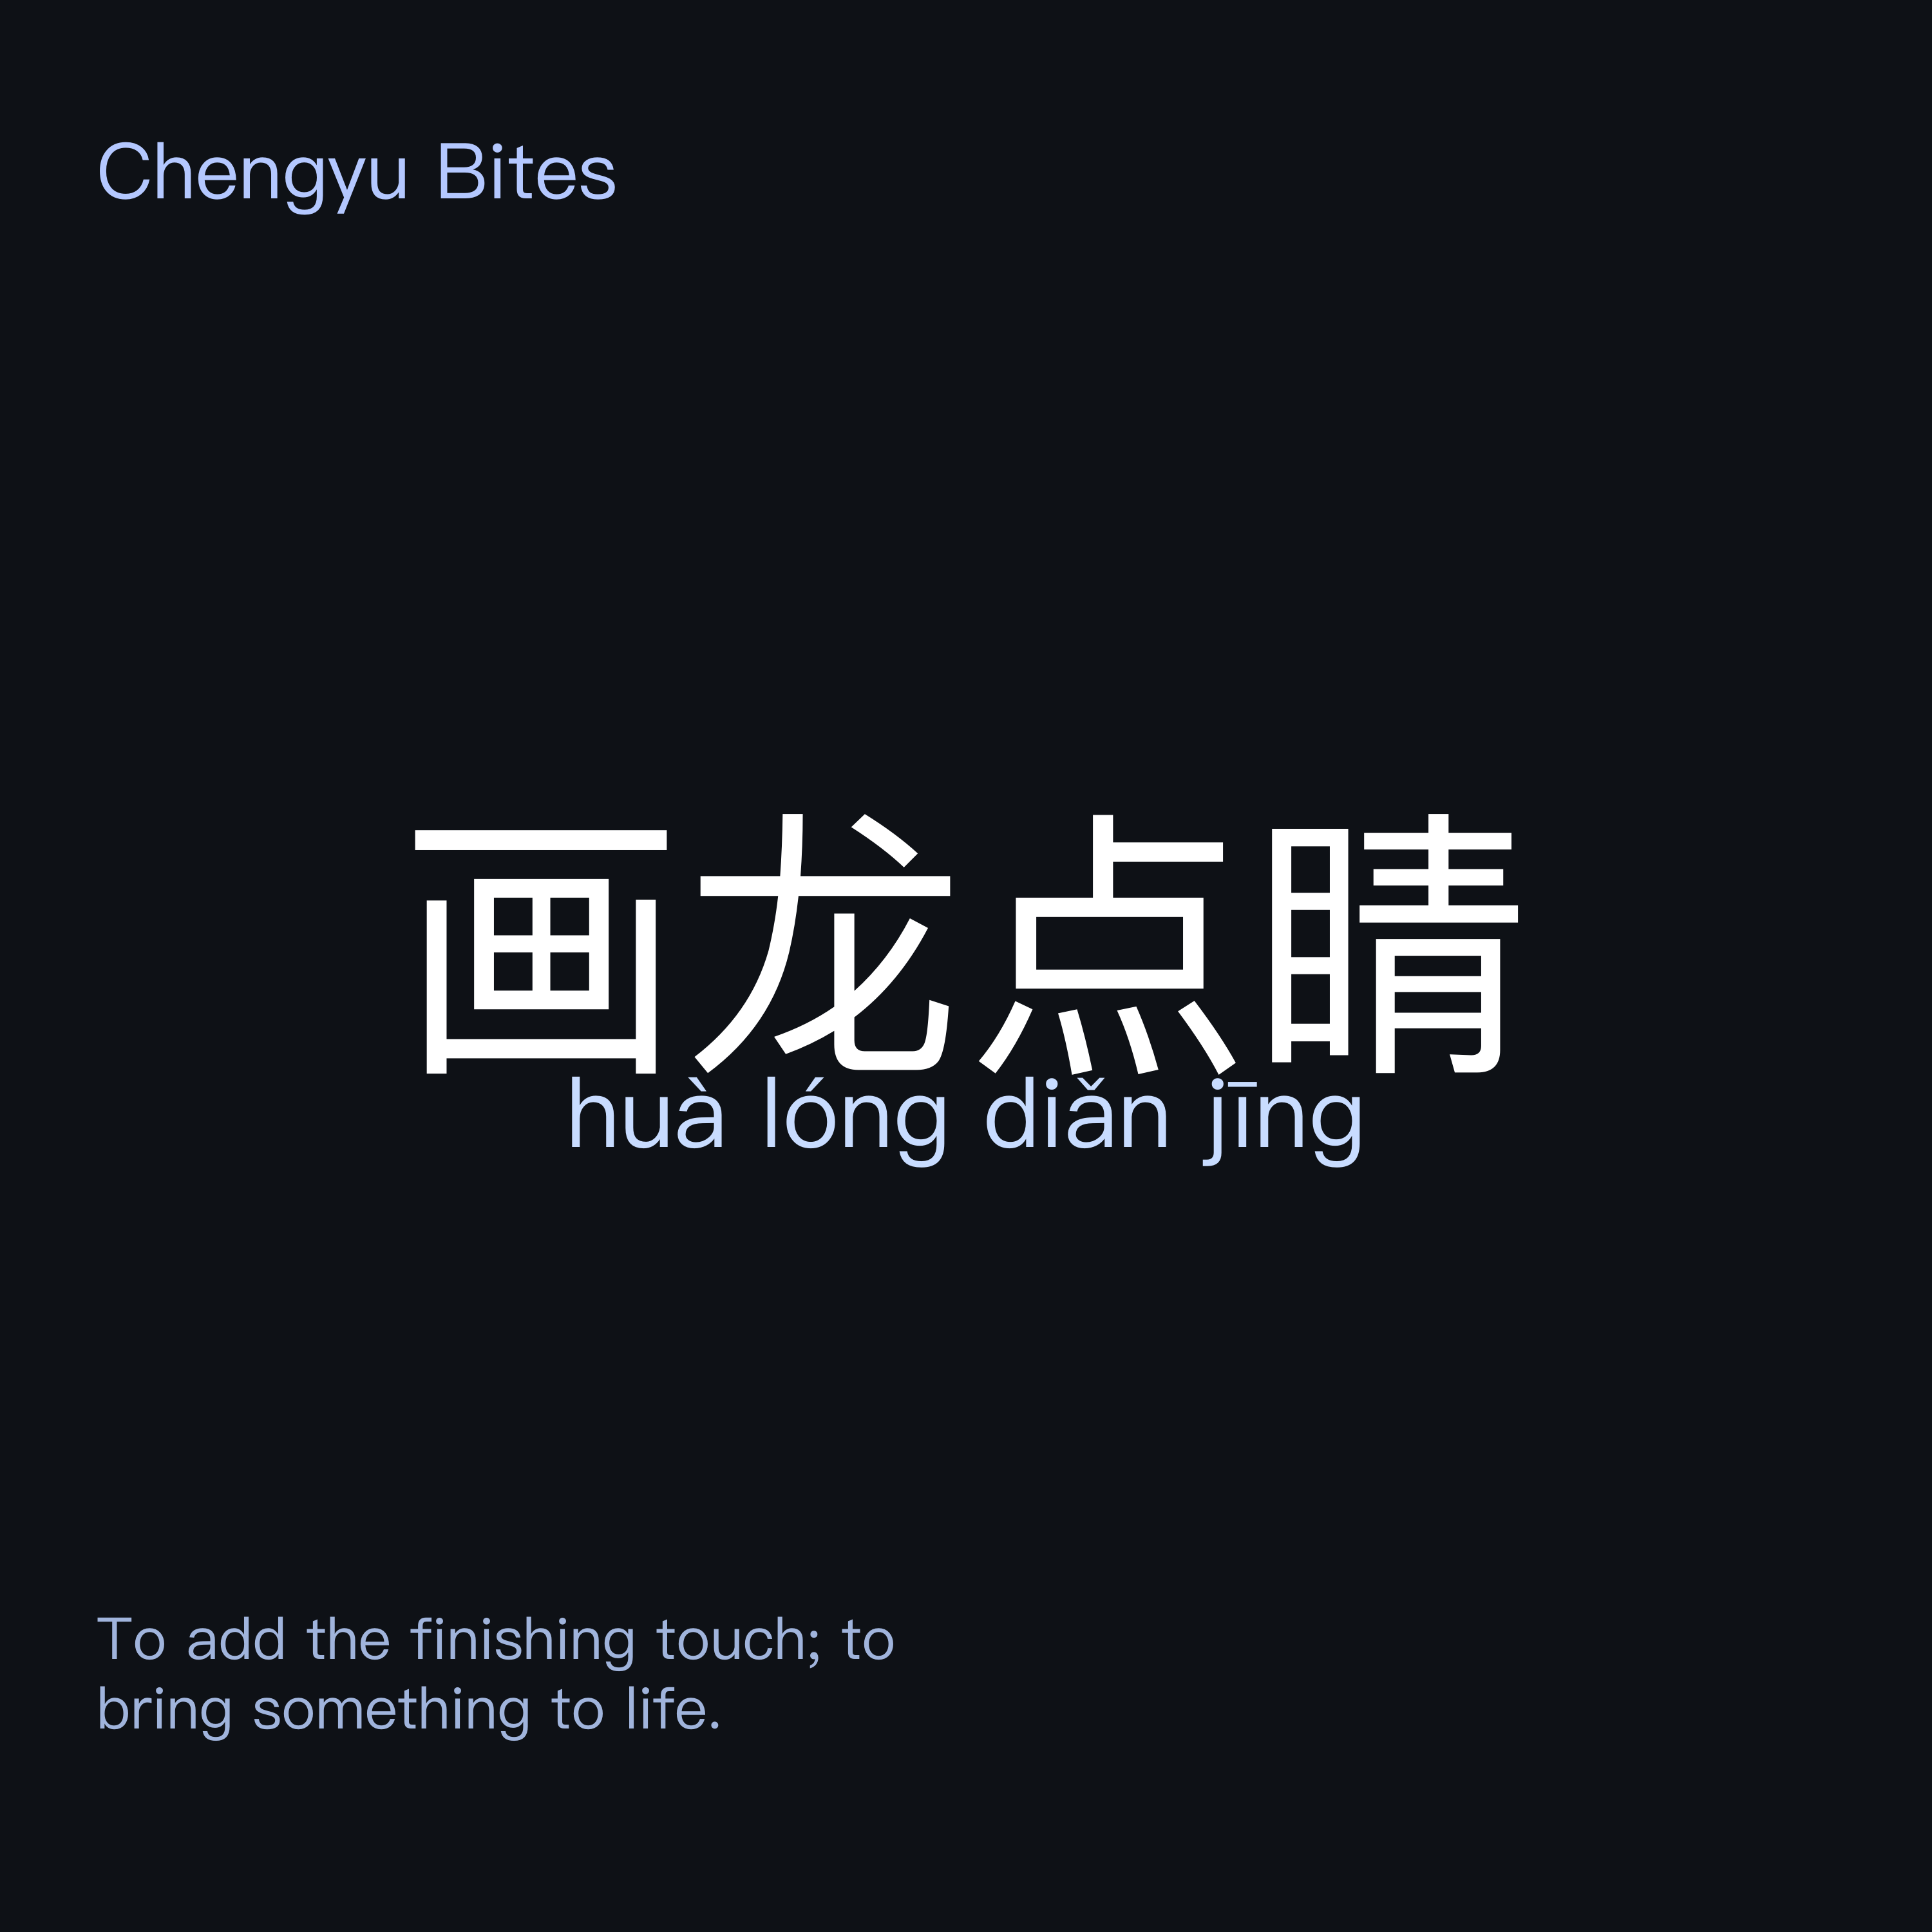 Chengyu Bites
画龙点睛
huà lóng diǎn jīng
To add the finishing touch; to
bring something to life.